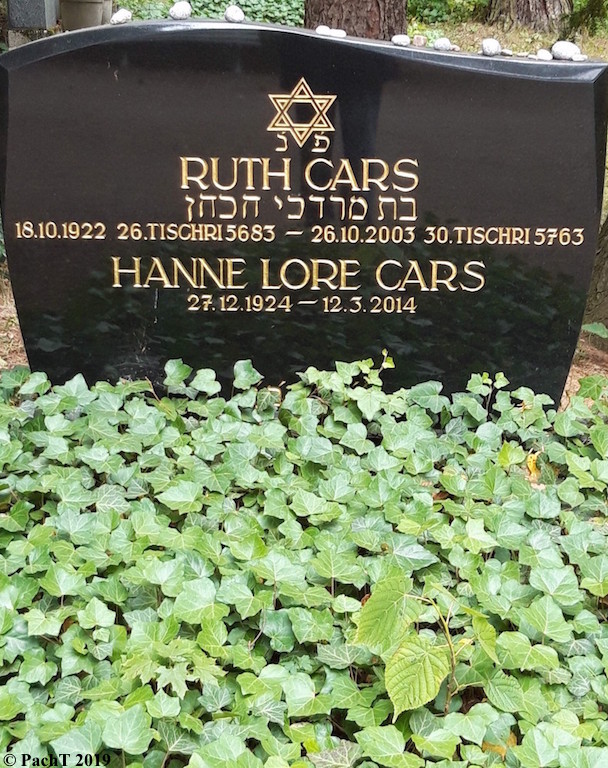 פ נ
RUTH CARS
בת מרדכי הכהן
18.10.1922 26.TISCHRI 5683 — 26.10.2003 30.TISCHRI 5763
HANNE LORE CARS
27.12.1924 — 12.3.2014
© PachT 2019